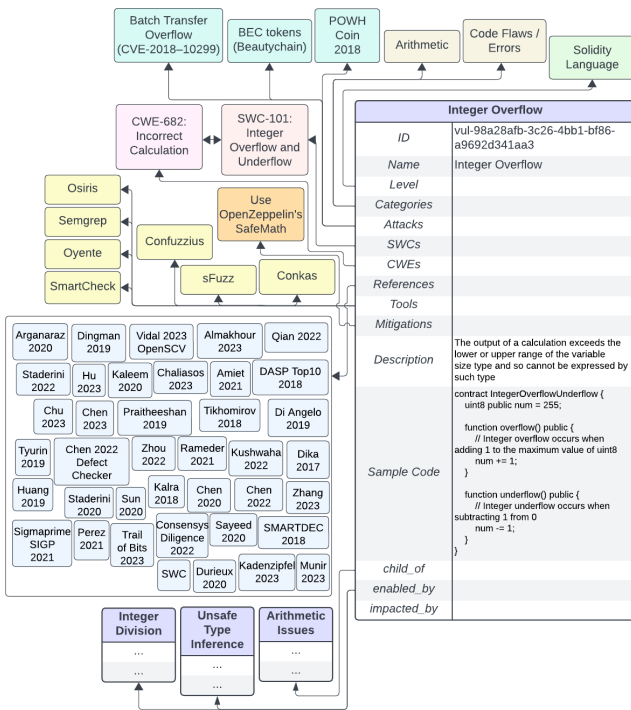 Batch Transfer
Overflow
(CVE-2018–10299)
BEC tokens
(Beautychain)
POWH
Coin
2018
Arithmetic
Code Flaws /
Errors
Solidity
Language
CWE-682:
Incorrect
Calculation
SWC-101:
Integer
Overflow and
Underflow
Osiris
Semgrep
Oyente
SmartCheck
Confuzzius
Use
OpenZeppelin's
SafeMath
sFuzz
Conkas
Integer Overflow
ID
vul-98a28afb-3c26-4bb1-bf86-
a9692d341aa3
Name
Integer Overflow
Level
Categories
Attacks
SWCs
CWEs
References
Tools
Mitigations
Description
The output of a calculation exceeds the
lower or upper range of the variable
size type and so cannot be expressed by
such type
Sample Code
contract IntegerOverflowUnderflow {
uint8 public num = 255;
function overflow() public {
// Integer overflow occurs when
adding 1 to the maximum value of uint8
num += 1;
}
function underflow() public {
// Integer underflow occurs when
subtracting 1 from 0
num -= 1;
}
}
child_of
enabled_by
impacted_by
Arganaraz
2020
Dingman
2019
Vidal 2023
OpenSCV
Almakhour
2023
Qian 2022
Staderini
2022
Hu
2023
Kaleem
2020
Chaliasos
2023
Amiet
2021
DASP Top10
2018
Chu
2023
Chen
2023
Praitheeshan
2019
Tikhomirov
2018
Di Angelo
2019
Tyurin
2019
Chen 2022
Defect
Checker
Zhou
2022
Rameder
2021
Kushwaha
2022
Dika
2017
Huang
2019
Staderini
2020
Sun
2020
Kalra
2018
Chen
2020
Chen
2022
Zhang
2023
Sigmaprime
SIGP
2021
Perez
2021
Trail
of Bits
2023
Consensys
Diligence
2022
Sayeed
2020
SMARTDEC
2018
SWC
Durieux
2020
Kadenzipfel
2023
Munir
2023
Integer
Division
...
...
Unsafe
Type
Inference
...
...
Arithmetic
Issues
...
...